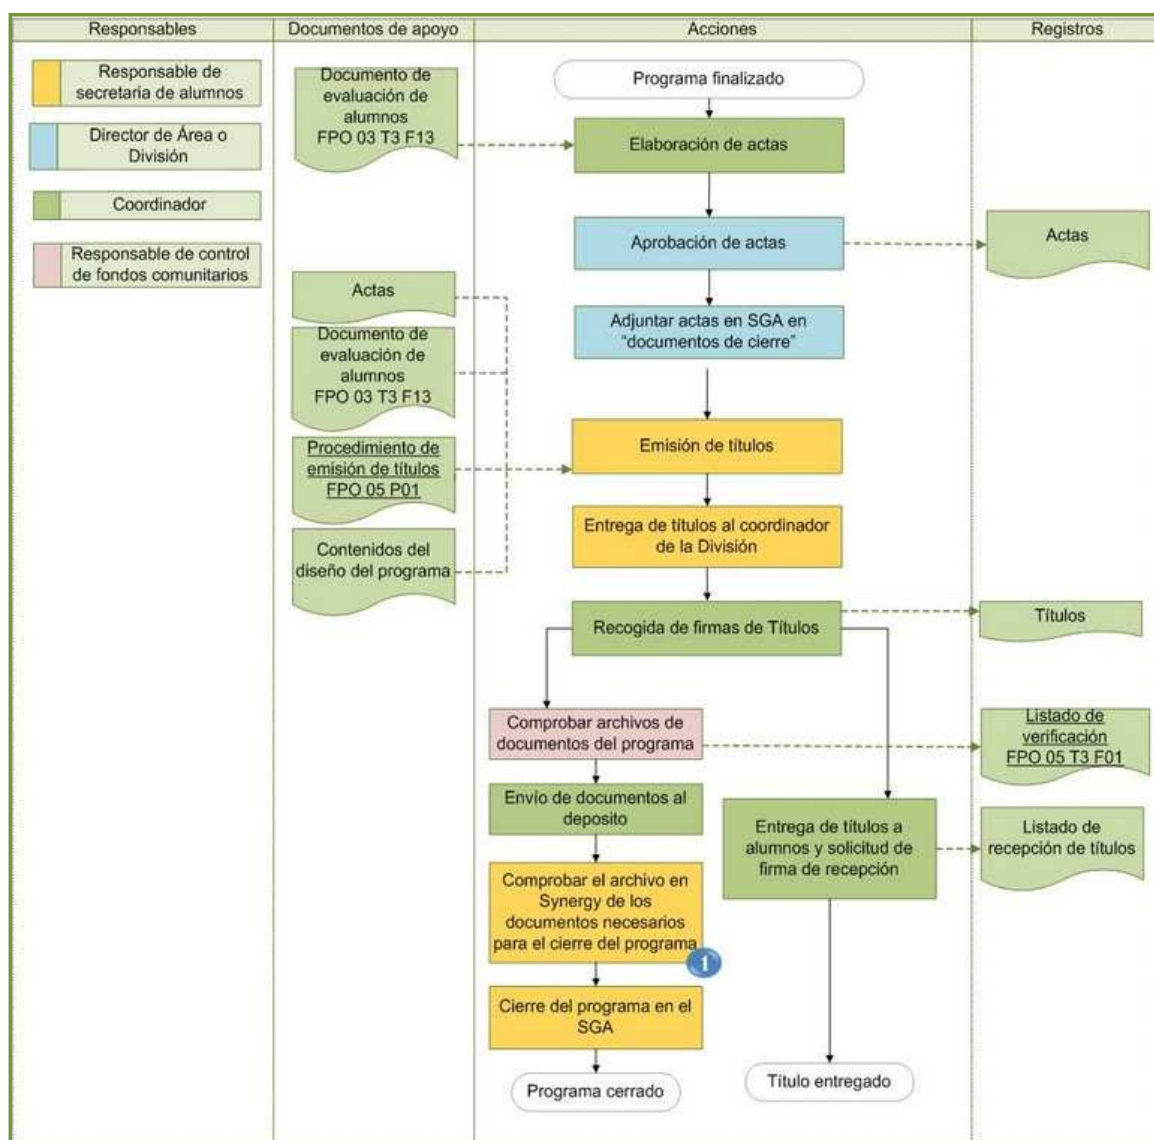 Responsables
Documentos de apoyo
Acciones
Registros
Responsable de
secretaria de alumnos
Director de Área o
División
Coordinador
Responsable de control
de fondos comunitarios
Documento de
evaluación de
alumnos
FPO 03 T3 F13
Actas
Documento de
evaluación de
alumnos
FPO 03 T3 F13
Procedimiento de
emisión de títulos
FPO 05 P01
Contenidos del
diseño del programa
Programa finalizado
Elaboración de actas
Aprobación de actas
Adjuntar actas en SGA en
“documentos de cierre”
Emisión de títulos
Entrega de títulos al coordinador
de la División
Recogida de firmas de Títulos
Comprobar archivos de
documentos del programa
Envío de documentos al
deposito
Comprobar el archivo en
Synergy de los
documentos necesarios
para el cierre del programa
1
Cierre del programa en el
SGA
Programa cerrado
Entrega de títulos a
alumnos y solicitud de
firma de recepción
Título entregado
Actas
Títulos
Listado de
verificación
FPO 05 T3 F01
Listado de
recepción de títulos